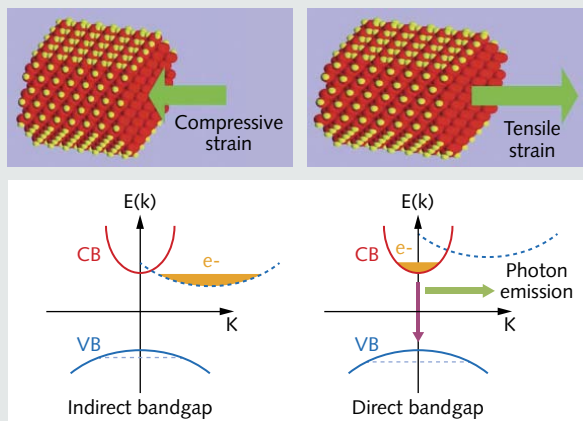 Compressive
strain
Tensile
strain
E(k)
CB
e-
K
VB
Indirect bandgap
E(k)
CB
e-
Photon
emission
K
VB
Direct bandgap